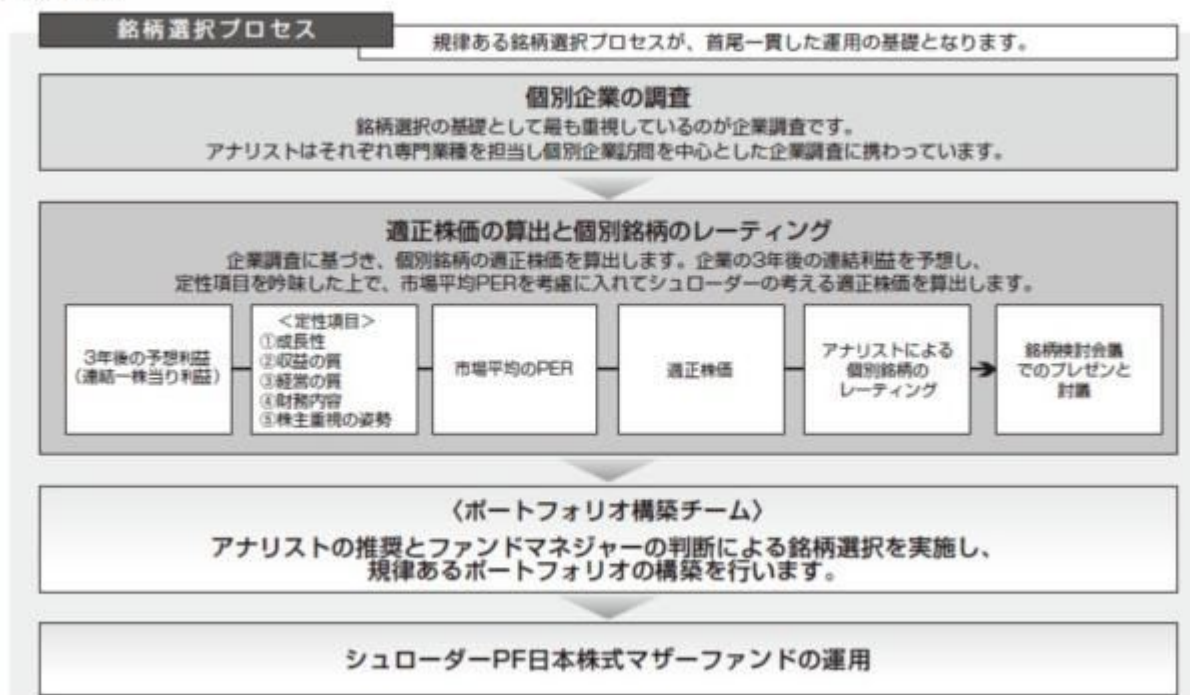 銘柄選択プロセス
規律ある銘柄選択プロセスが、首尾一貫した運用の基礎となります。
個別企業の調査
銘柄選択の基礎として最も重視しているのが企業調査です。
アナリストはそれぞれ専門業種を担当し個別企業訪問を中心とした企業調査に携わっています。
適正株価の算出と個別銘柄のレーティング
企業調査に基づき、個別銘柄の適正株価を算出します。企業の3年後の連結利益を予想し、
定性項目を吟味した上で、市場平均PERを考慮に入れてシュローダーの考える適正株価を算出します。
3年後の予想利益
(連結一株当り利益)
<定性項目>
①成長性
②収益の質
③経営の質
④財務内容
⑤株主重視の姿勢
市場平均のPER
適正株価
アナリストによる
個別銘柄の
レーティング
銘柄検討会議
でのプレゼンと
討議
〈ポートフォリオ構築チーム〉
アナリストの推奨とファンドマネジャーの判断による銘柄選択を実施し、
規律あるポートフォリオの構築を行います。
シュローダーPF日本株式マザーファンドの運用